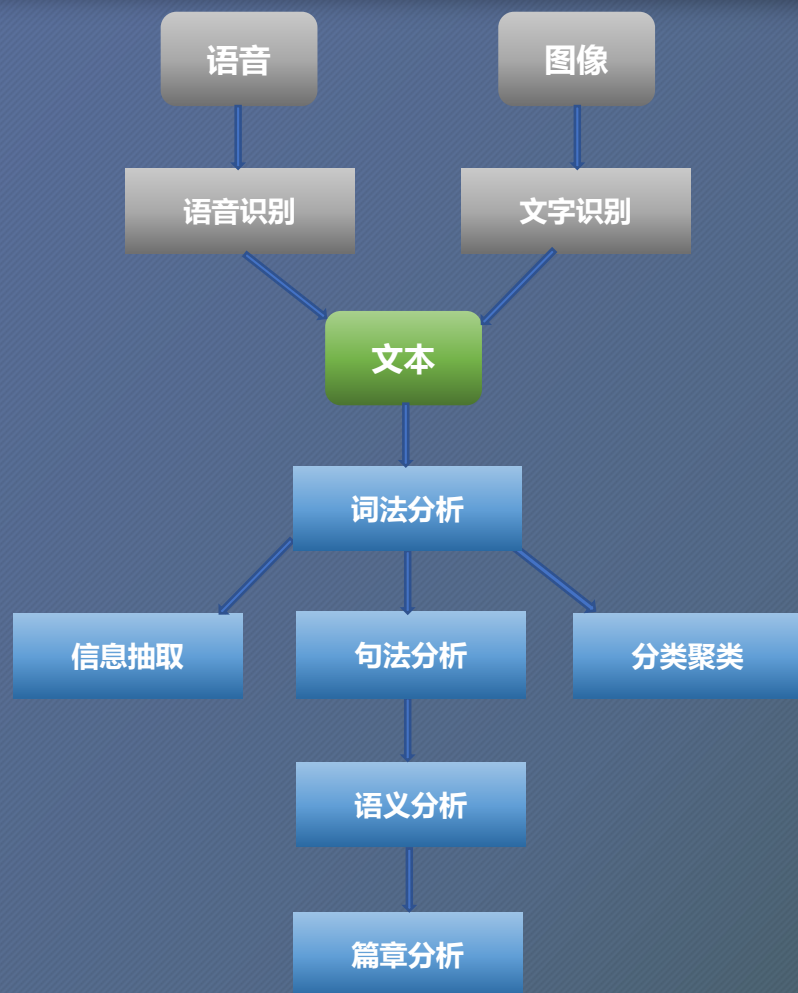 语音
图像
语音识别
文字识别
文本
词法分析
信息抽取
句法分析
分类聚类
语义分析
篇章分析